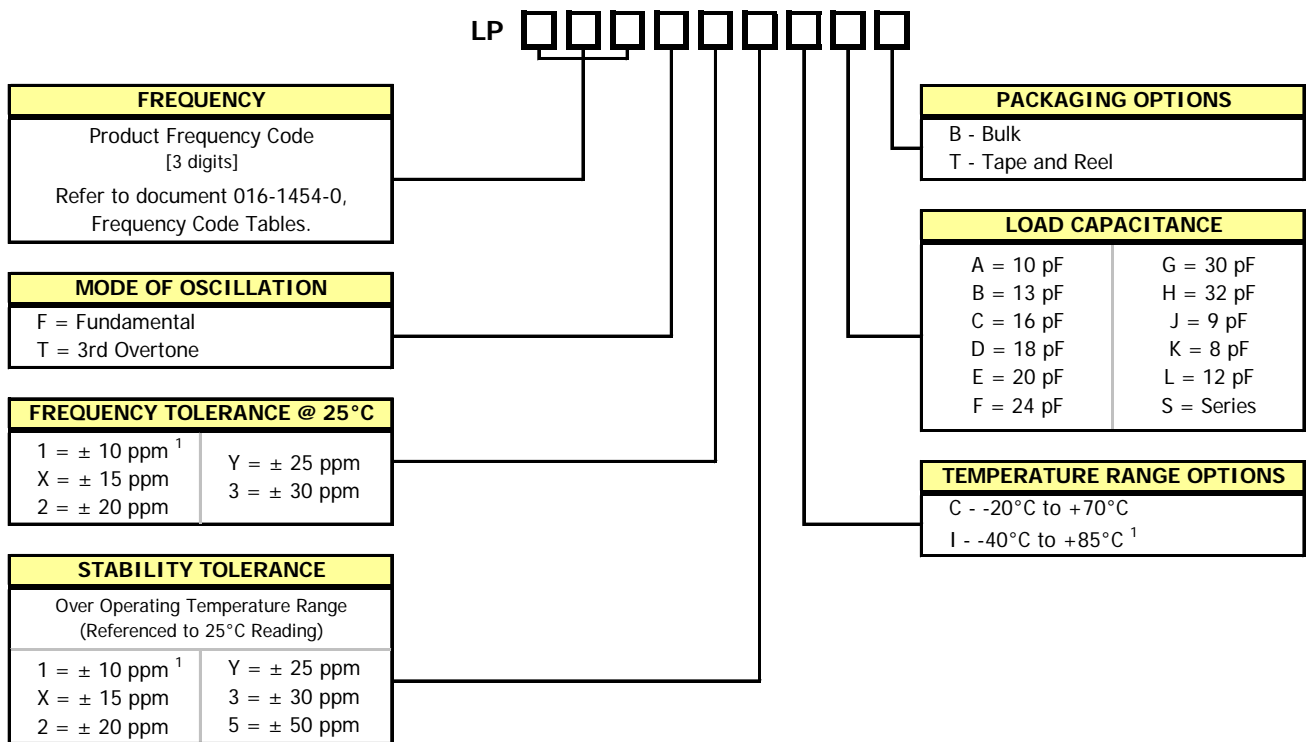 LP
FREQUENCY
Product Frequency Code
[3 digits]
Refer to document 016-1454-0,
Frequency Code Tables.
MODE OF OSCILLATION
F = Fundamental
T = 3rd Overtone
FREQUENCY TOLERANCE @ 25°C
1 = ± 10 ppm 1
X = ± 15 ppm
2 = ± 20 ppm
Y = ± 25 ppm
3 = ± 30 ppm
STABILITY TOLERANCE
Over Operating Temperature Range
(Referenced to 25°C Reading)
1 = ± 10 ppm 1
X = ± 15 ppm
2 = ± 20 ppm
Y = ± 25 ppm
3 = ± 30 ppm
5 = ± 50 ppm
PACKAGING OPTIONS
B - Bulk
T - Tape and Reel
LOAD CAPACITANCE
A = 10 pF
B = 13 pF
C = 16 pF
D = 18 pF
E = 20 pF
F = 24 pF
G = 30 pF
H = 32 pF
J = 9 pF
K = 8 pF
L = 12 pF
S = Series
TEMPERATURE RANGE OPTIONS
C - -20°C to +70°C
I - -40°C to +85°C 1